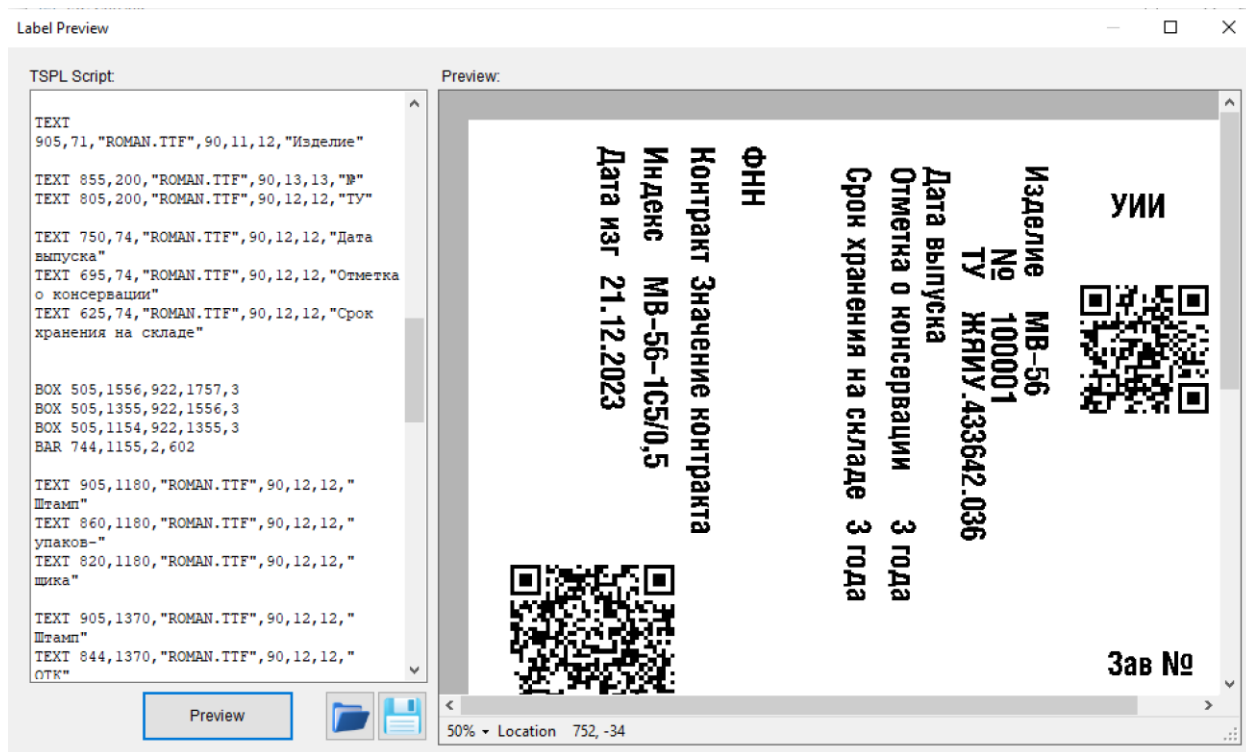 Label Preview
TSPL Script:
TEXT
905,71,"ROMAN.TTF",90,11,12,"Изделие"
TEXT 855,200,"ROMAN.TTF",90,13,13,"№"
TEXT 805,200,"ROMAN.TTF",90,12,12,"ТУ"
TEXT 750,74,"ROMAN.TTF",90,12,12,"Дата
выпуска"
TEXT 695,74,"ROMAN.TTF",90,12,12,"Отметка
о консервации"
TEXT 625,74,"ROMAN.TTF",90,12,12,"Срок
хранения на складе"
BOX 505,1556,922,1757,3
BOX 505,1355,922,1556,3
BOX 505,1154,922,1355,3
BAR 744,1155,2,602
TEXT 905,1180,"ROMAN.TTF",90,12,12,"
Штамп"
TEXT 860,1180,"ROMAN.TTF",90,12,12,"
упаков-"
TEXT 820,1180,"ROMAN.TTF",90,12,12,"
щика"
TEXT 905,1370,"ROMAN.TTF",90,12,12,"
Штамп"
TEXT 844,1370,"ROMAN.TTF",90,12,12,"
ОТК"
Preview
Preview:
УИИ
Зав №
Изделие МВ-56
№ 100001
ТУ ЖЯИУ.433642.036
Дата выпуска
Отметка о консервации 3 года
Срок хранения на складе 3 года
ФНН
Контракт Значение контракта
Индекс МВ-56-1С5/0,5
Дата изг 21.12.2023
50% Location 752, -34